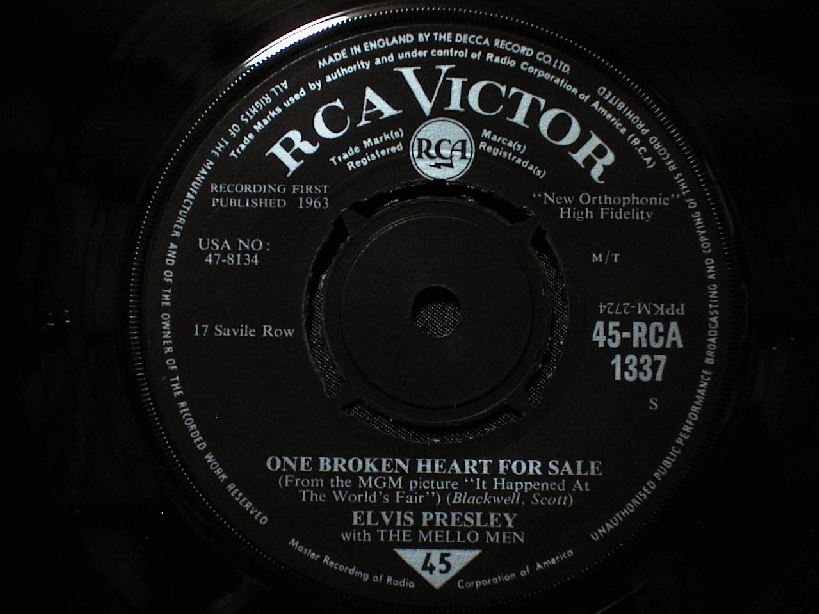 MADE IN ENGLAND BY THE DECCA RECORD CO. LTD.
ALL RIGHTS OF THE MANUFACTURER AND OF THE OWNER OF THE RECORDED WORK RESERVED
UNAUTHORISED PUBLIC PERFORMANCE BROADCASTING AND COPYING OF THIS RECORD PROHIBITED
Trade Marks used by authority and under control of Radio Corporation of America (R.C.A)
RCA VICTOR
Trade Mark(s)
Registered
RCA
Marca(s)
Registrada(s)
RECORDING FIRST
PUBLISHED 1963
"New Orthophonic"
High Fidelity
USA NO:
47-8134
M/T
PPKM-2724
17 Savile Row
45-RCA
1337
S
ONE BROKEN HEART FOR SALE
(From the MGM picture "It Happened At
The World's Fair") (Blackwell, Scott)
ELVIS PRESLEY
with THE MELLO MEN
45
Master Recording of Radio Corporation of America